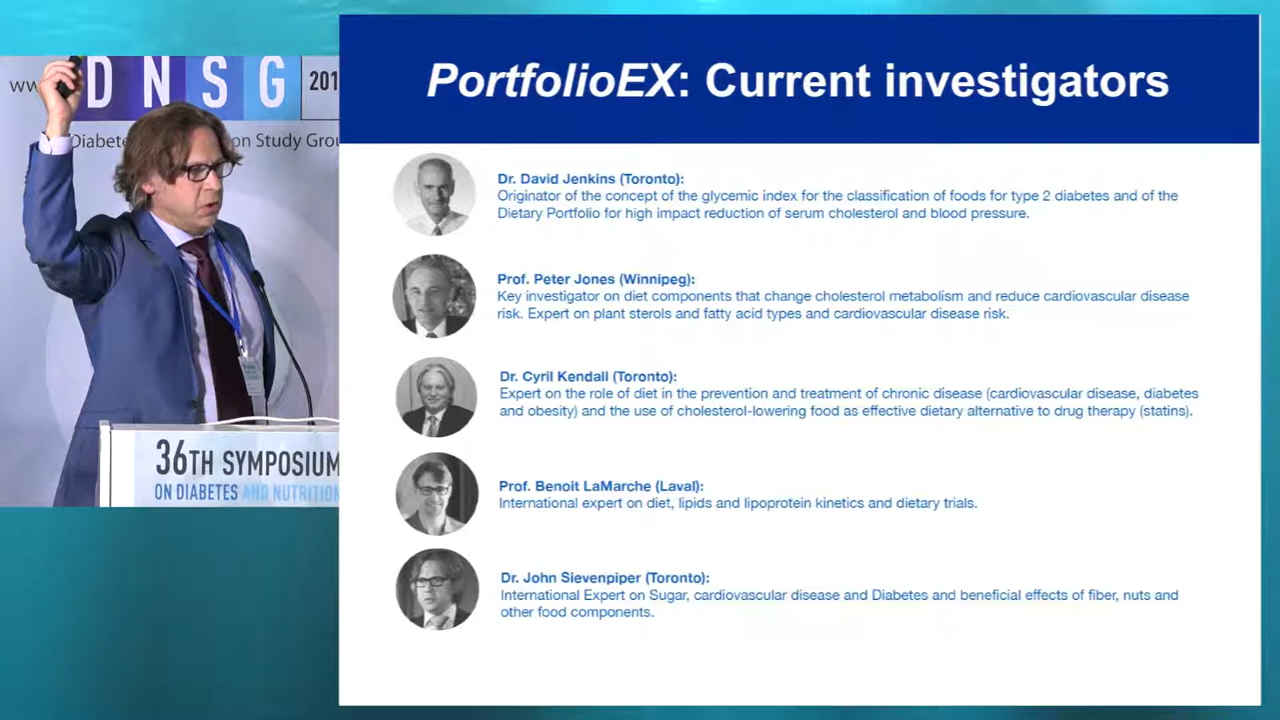 PortfolioEX: Current investigators
DNSG
201
Diabete on Study Grou
Dr. David Jenkins (Toronto):
Originator of the concept of the glycemic index for the classification of foods for type 2 diabetes and of the
Dietary Portfolio for high impact reduction of serum cholesterol and blood pressure.
Prof. Peter Jones (Winnipeg):
Key investigator on diet components that change cholesterol metabolism and reduce cardiovascular disease
risk. Expert on plant sterols and fatty acid types and cardiovascular disease risk.
Dr. Cyril Kendall (Toronto):
Expert on the role of diet in the prevention and treatment of chronic disease (cardiovascular disease, diabetes
and obesity) and the use of cholesterol-lowering food as effective dietary alternative to drug therapy (statins).
Prof. Benoit LaMarche (Laval):
International expert on diet, lipids and lipoprotein kinetics and dietary trials.
Dr. John Sievenpiper (Toronto):
International Expert on Sugar, cardiovascular disease and Diabetes and beneficial effects of fiber, nuts and
other food components.
36TH SYMPOSIUM
ON DIABETES AND NUTRITION